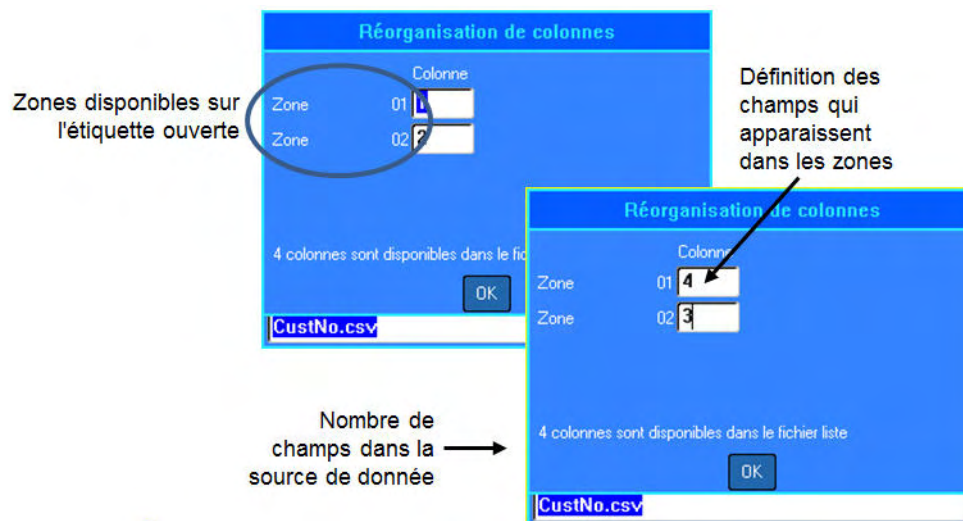 Réorganisation de colonnes
Zones disponibles sur
l'étiquette ouverte
Colonne
Zone 01 1
Zone 02 2
4 colonnes sont disponibles dans le fic
OK
CustNo.csv
Définition des
champs qui
apparaissent
dans les zones
Réorganisation de colonnes
Colonne
Zone 01 4
Zone 02 3
Nombre de
champs dans la
source de donnée
4 colonnes sont disponibles dans le fichier liste
OK
CustNo.csv